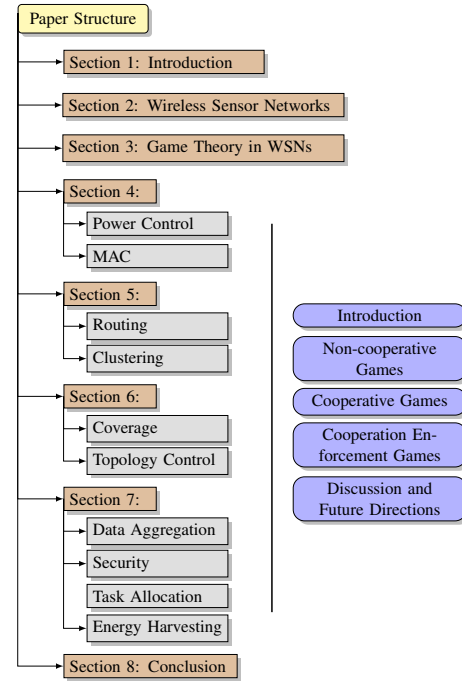 Paper Structure
Section 1: Introduction
Section 2: Wireless Sensor Networks
Section 3: Game Theory in WSNs
Section 4:
Power Control
MAC
Section 5:
Routing
Clustering
Section 6:
Coverage
Topology Control
Section 7:
Data Aggregation
Security
Task Allocation
Energy Harvesting
Section 8: Conclusion
Introduction
Non-cooperative
Games
Cooperative Games
Cooperation En-
forcement Games
Discussion and
Future Directions